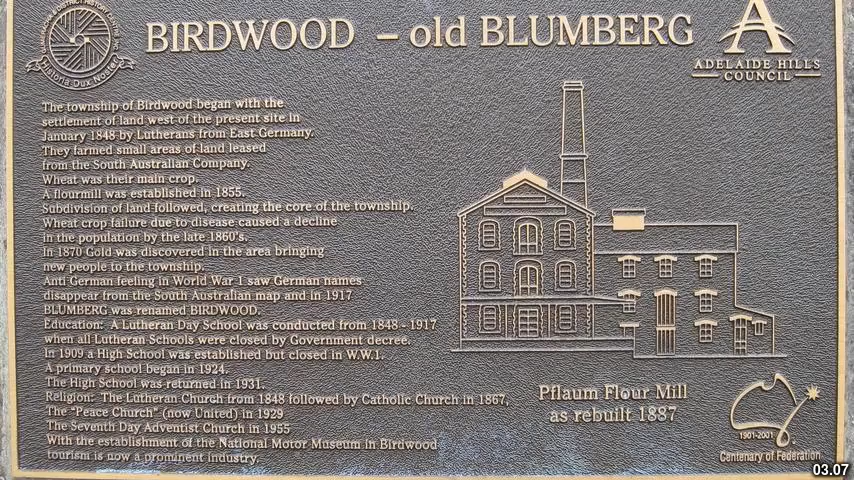 BIRDWOOD – old BLUMBERG
Historia Dux Noster
ADELAIDE HILLS
COUNCIL
The township of Birdwood began with the
settlement of land west of the present site in
January 1848 by Lutherans from East Germany.
They farmed small areas of land leased
from the South Australian Company.
Wheat was their main crop.
A flourmill was established in 1855.
Subdivision of land followed, creating the core of the township.
Wheat crop failure due to disease caused a decline
in the population by the late 1860's.
In 1870 Gold was discovered in the area bringing
new people to the township.
Anti German feeling in World War 1 saw German names
disappear from the South Australian map and in 1917
BLUMBERG was renamed BIRDWOOD.
Education: A Lutheran Day School was conducted from 1848 - 1917
when all Lutheran Schools were closed by Government decree.
In 1909 a High School was established but closed in W.W.1.
A primary school began in 1924.
The High School was returned in 1931.
Religion: The Lutheran Church from 1848 followed by Catholic Church in 1867,
The "Peace Church" (now United) in 1929
The Seventh Day Adventist Church in 1955
With the establishment of the National Motor Museum in Birdwood
tourism is now a prominent industry.
Pflaum Flour Mill
as rebuilt 1887
1901-2001
Centenary of Federation
03.07